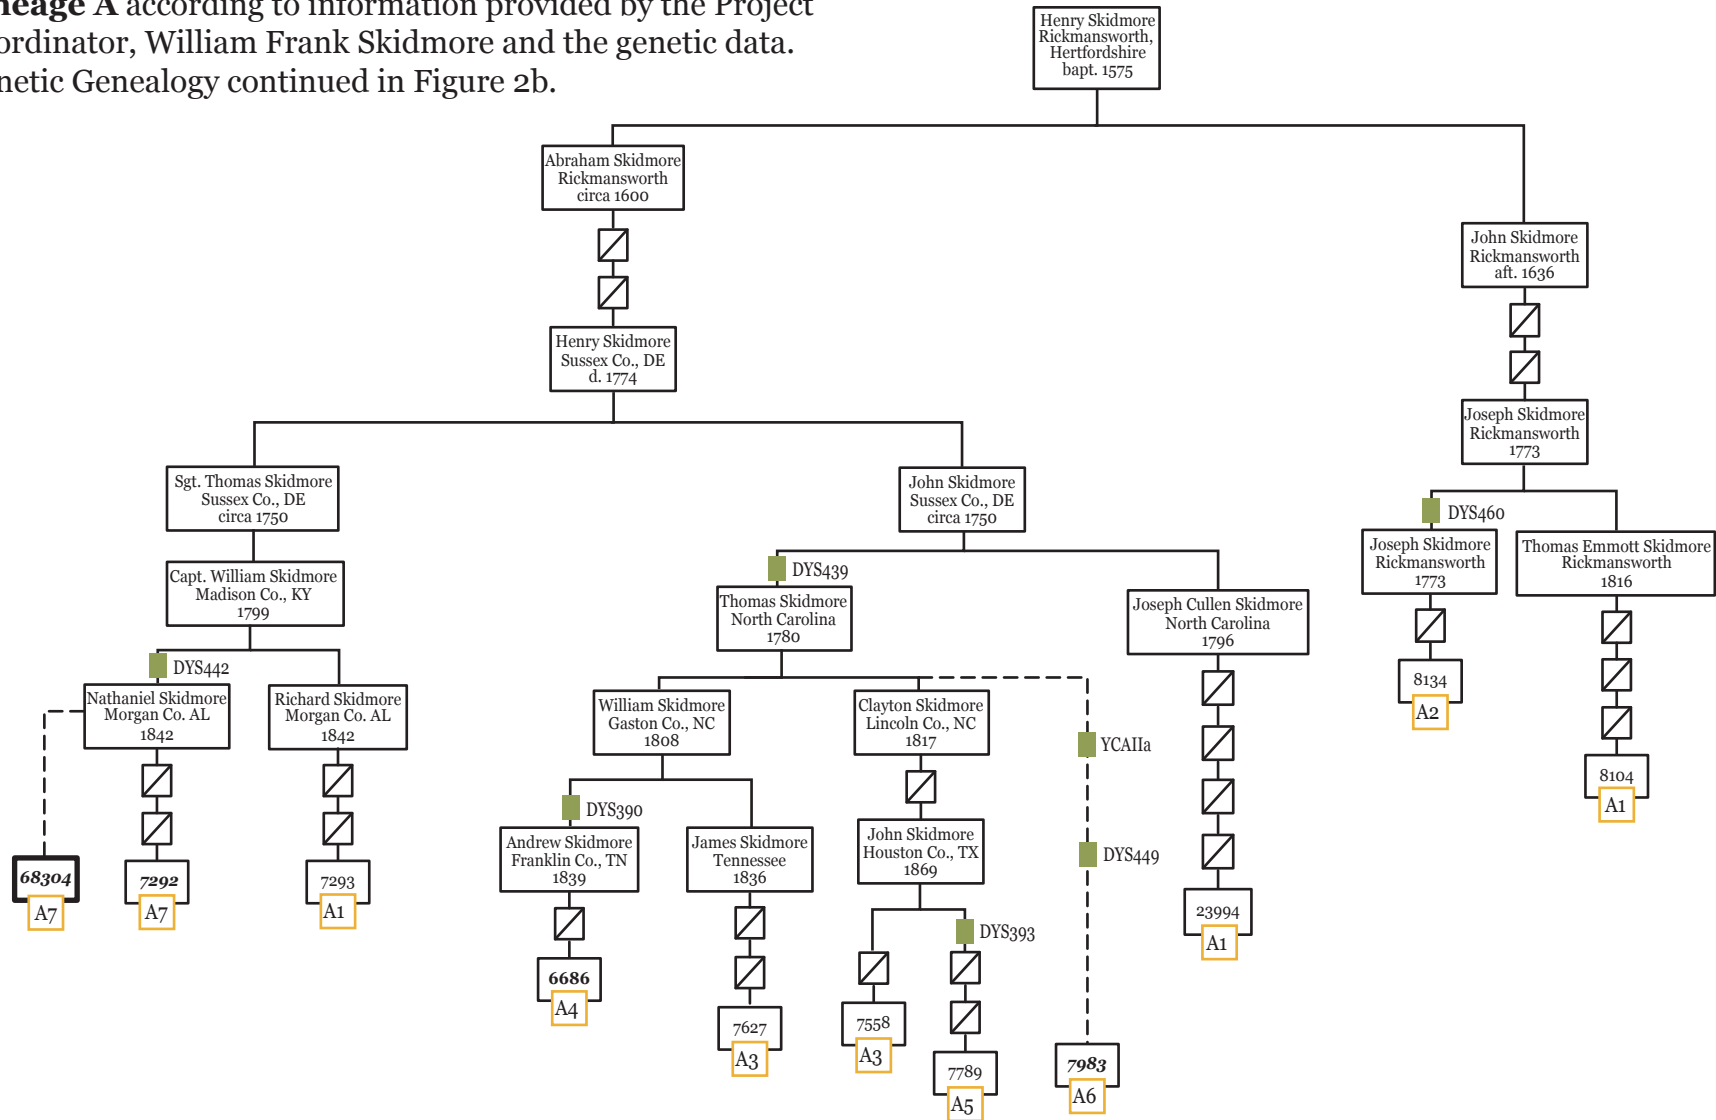 neage A according to information provided by the Project
ordinator, William Frank Skidmore and the genetic data.
netic Genealogy continued in Figure 2b.
Henry Skidmore
Rickmansworth,
Hertfordshire
bapt. 1575
Abraham Skidmore
Rickmansworth
circa 1600
John Skidmore
Rickmansworth
aft. 1636
Henry Skidmore
Sussex Co., DE
d. 1774
Joseph Skidmore
Rickmansworth
1773
Sgt. Thomas Skidmore
Sussex Co., DE
circa 1750
John Skidmore
Sussex Co., DE
circa 1750
DYS460
Joseph Skidmore
Rickmansworth
1773
Thomas Emmott Skidmore
Rickmansworth
1816
Capt. William Skidmore
Madison Co., KY
1799
DYS439
Thomas Skidmore
North Carolina
1780
Joseph Cullen Skidmore
North Carolina
1796
DYS442
Nathaniel Skidmore
Morgan Co. AL
1842
Richard Skidmore
Morgan Co. AL
1842
William Skidmore
Gaston Co., NC
1808
Clayton Skidmore
Lincoln Co., NC
1817
YCAIIa
8134
A2
8104
A1
DYS390
Andrew Skidmore
Franklin Co., TN
1839
James Skidmore
Tennessee
1836
John Skidmore
Houston Co., TX
1869
DYS449
68304
A7
7292
A7
7293
A1
DYS393
23994
A1
6686
A4
7627
A3
7558
A3
7789
A5
7983
A6